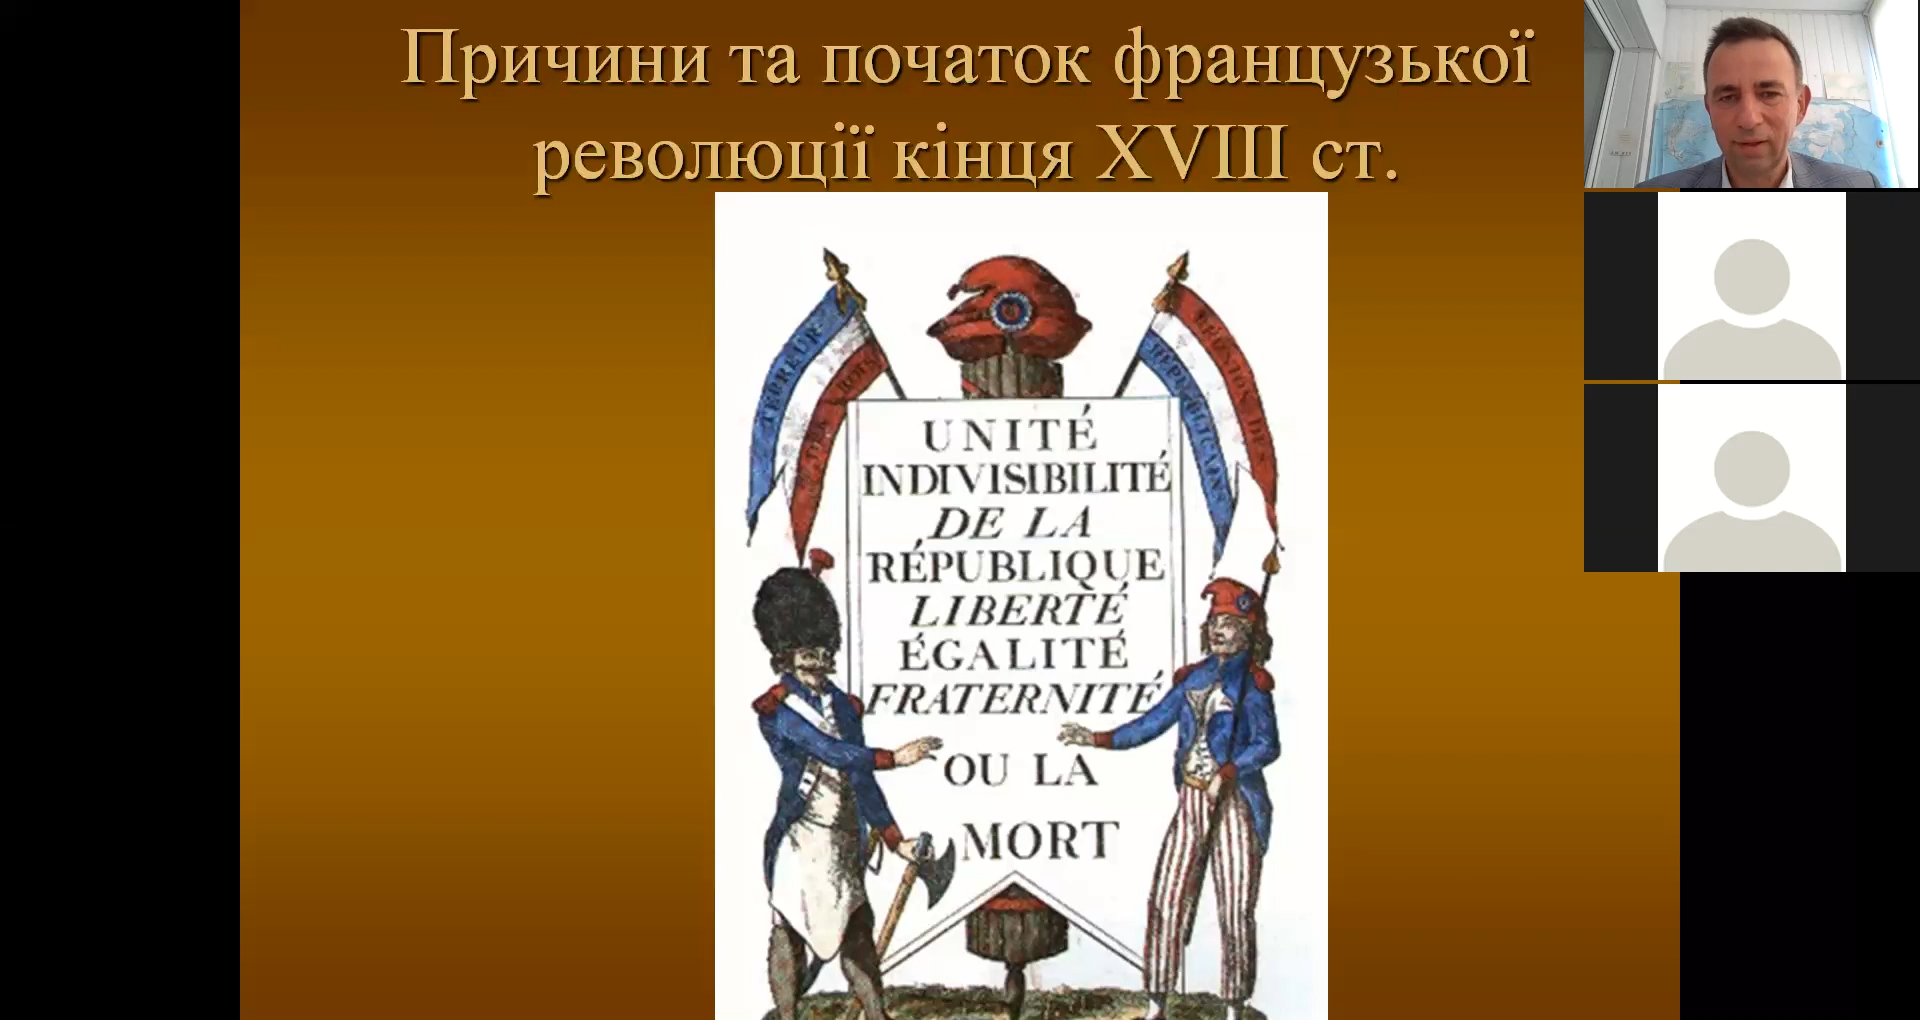 Причини та початок французької
революції кінця XVIII ст.
TERREUR
UNITÉ
INDIVISIBILITÉ
DE LA
RÉPUBLIQUE
LIBERTÉ
ÉGALITÉ
FRATERNITÉ
OU LA
MORT